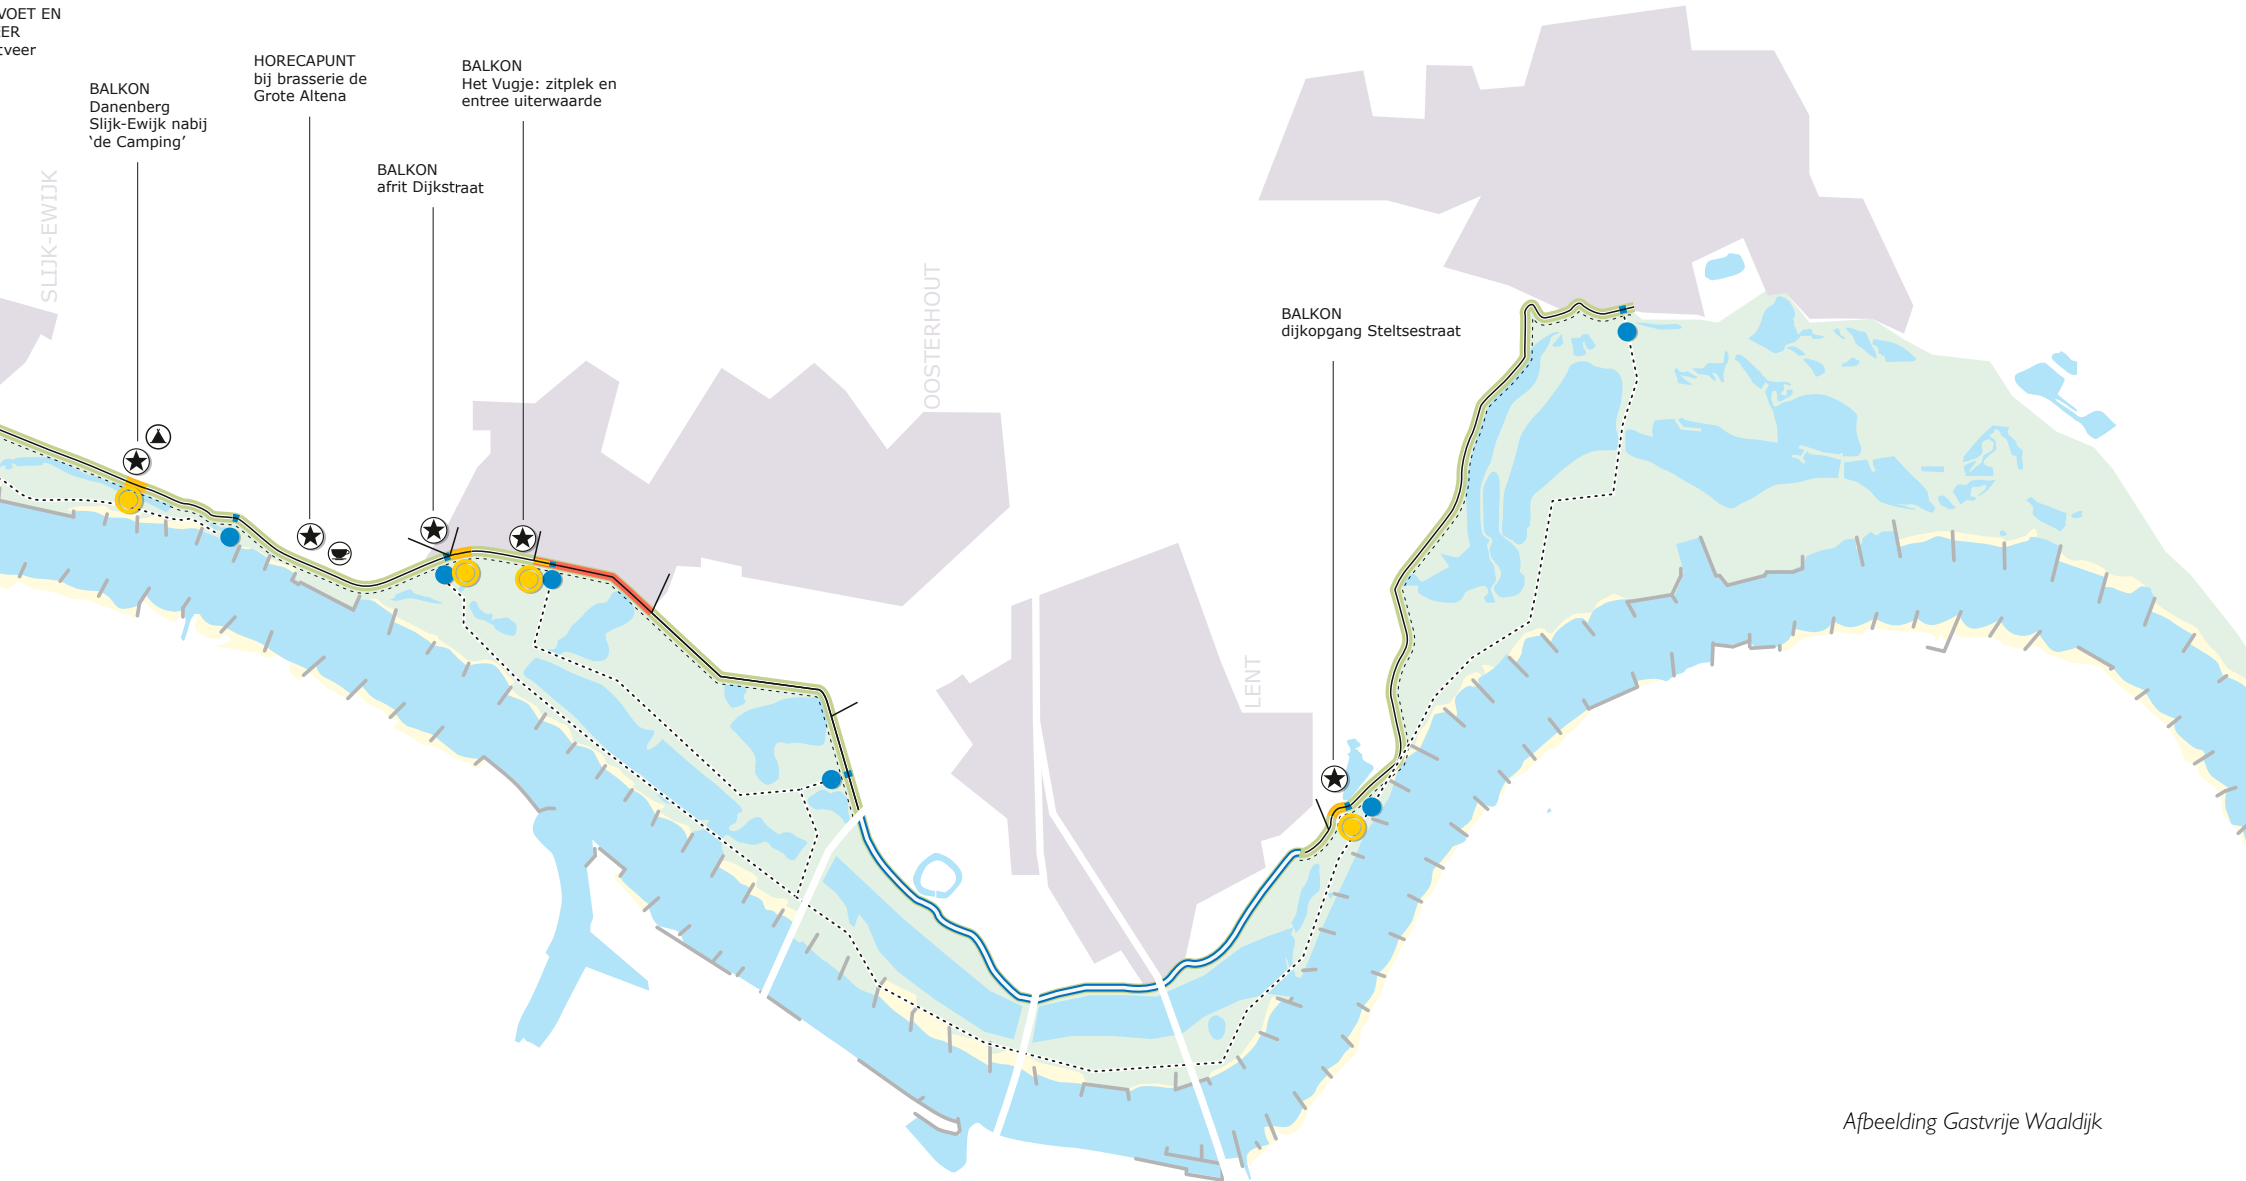 VOET EN
ER
tveer
BALKON
Danenberg
Slijk-Ewijk nabij
‘de Camping’
HORECAPUNT
bij brasserie de
Grote Altena
BALKON
Het Vugje: zitplek en
entree uiterwaarde
BALKON
afrit Dijkstraat
SLIJK-EWIJK
OOSTERHOUT
BALKON
dijkopgang Steltsestraat
LENT
Afbeelding Gastvrije Waaldijk